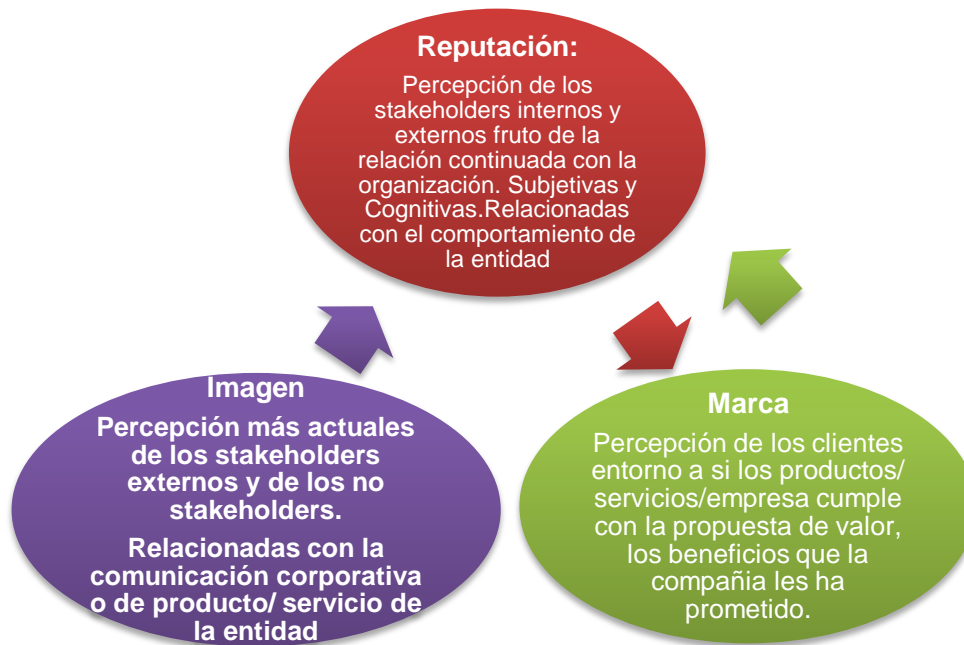 Reputación:
Percepción de los
stakeholders internos y
externos fruto de la
relación continuada con la
organización. Subjetivas y
Cognitivas.Relacionadas
con el comportamiento de
la entidad
Imagen
Percepción más actuales
de los stakeholders
externos y de los no
stakeholders.
Relacionadas con la
comunicación corporativa
o de producto/ servicio de
la entidad
Marca
Percepción de los clientes
entorno a si los productos/
servicios/empresa cumple
con la propuesta de valor,
los beneficios que la
compañia les ha
prometido.